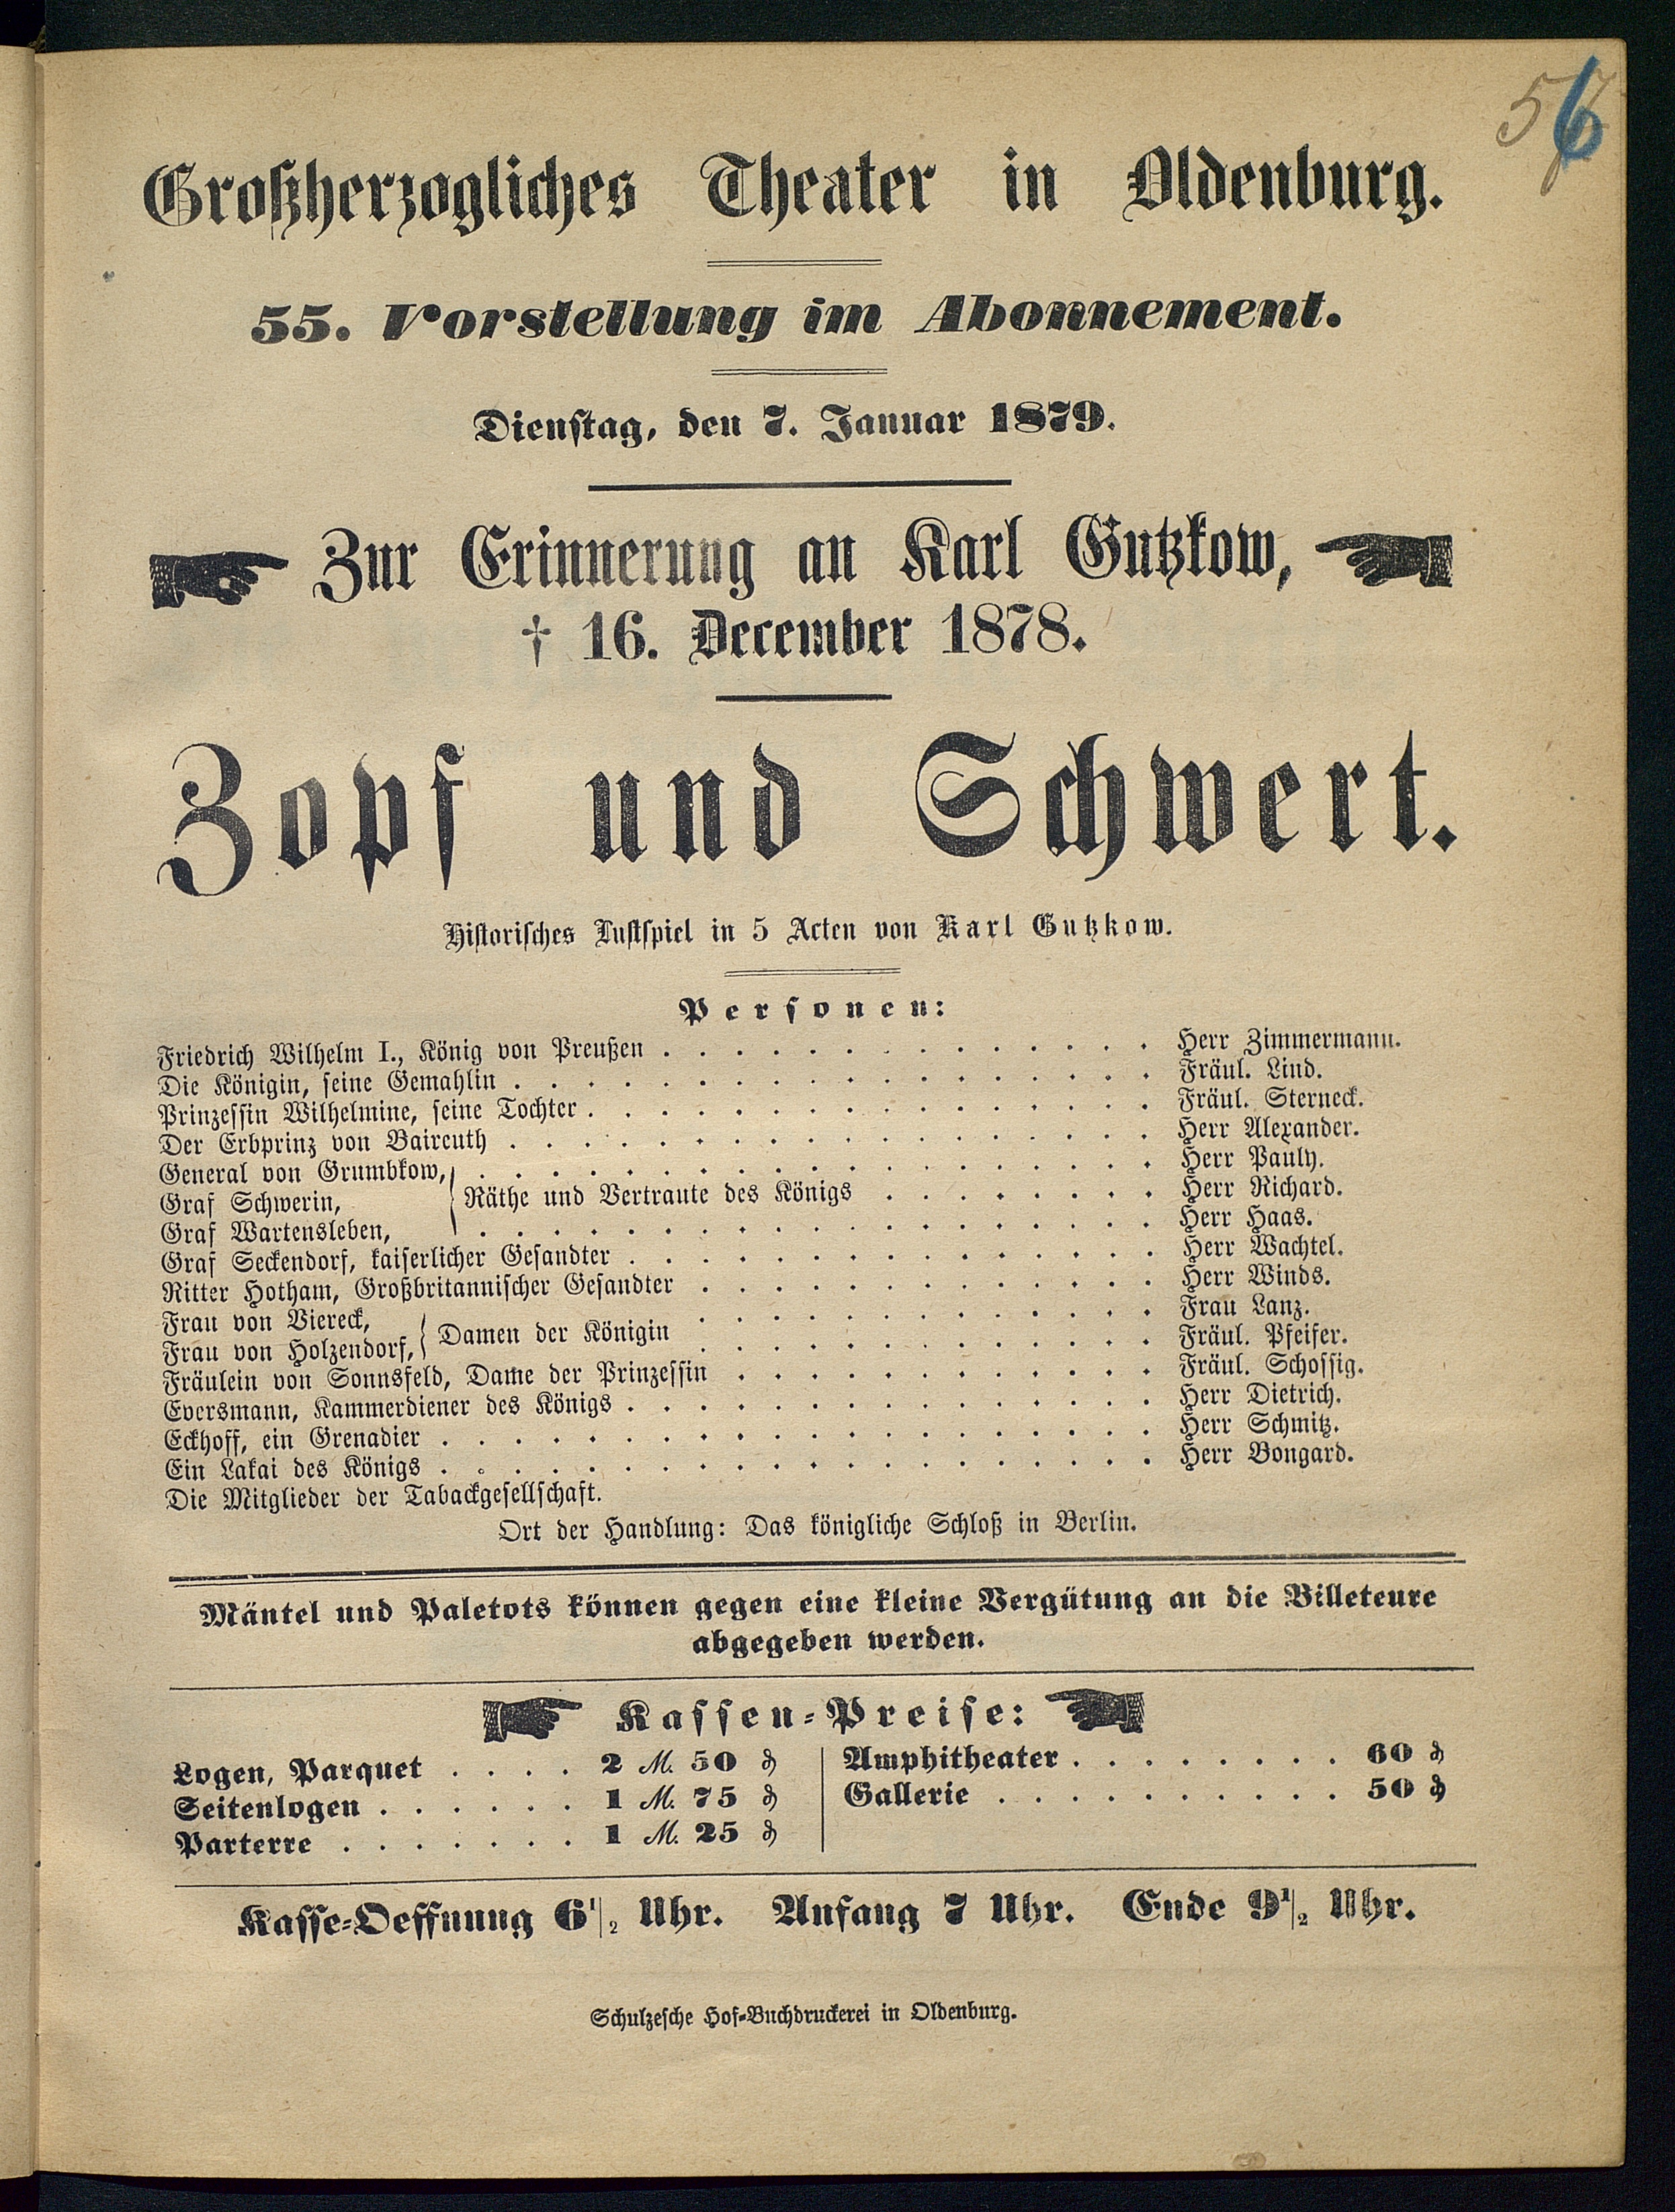 56
Großherzogliches Theater in Oldenburg.
55. Vorstellung im Abonnement.
Dienstag, den 7. Januar 1879.
Zur Erinnerung an Karl Gutzkow,
† 16. December 1878.
Zopf und Schwert.
Historisches Lustspiel in 5 Acten von Karl Gutzkow.
Personen:
Friedrich Wilhelm I., König von Preußen . . . . . . . . . . . . . . Herr Zimmermann.
Die Königin, seine Gemahlin . . . . . . . . . . . . . . . . . . Fräul. Lind.
Prinzessin Wilhelmine, seine Tochter . . . . . . . . . . . . . . . . Fräul. Sterneck.
Der Erbprinz von Baireuth . . . . . . . . . . . . . . . . . . Herr Alexander.
General von Grumbkow, . . . . . . . . . . . . . . . . . . . Herr Pauly.
Graf Schwerin, Räthe und Vertraute des Königs . . . . . . . . Herr Richard.
Graf Wartensleben, . . . . . . . . . . . . . . . . . . . Herr Haas.
Graf Seckendorf, kaiserlicher Gesandter . . . . . . . . . . . . . . . Herr Wachtel.
Ritter Hotham, Großbritannischer Gesandter . . . . . . . . . . . . . Herr Winds.
Frau von Viereck, . . . . . . . . . . . . . Frau Lanz.
Frau von Holzendorf, Damen der Königin . . . . . . . . . . . . . Fräul. Pfeifer.
Fräulein von Sonnsfeld, Dame der Prinzessin . . . . . . . . . . . . Fräul. Schossig.
Eversmann, Kammerdiener des Königs . . . . . . . . . . . . . . . Herr Dietrich.
Eckhoff, ein Grenadier . . . . . . . . . . . . . . . . . . . . Herr Schmitz.
Ein Lakai des Königs . . . . . . . . . . . . . . . . . . . . Herr Bongard.
Die Mitglieder der Tabackgesellschaft.
Ort der Handlung: Das königliche Schloß in Berlin.
Mäntel und Paletots können gegen eine kleine Vergütung an die Billeteure
abgegeben werden.
Kassen-Preise:
Logen, Parquet . . . . 2 M. 50 ₰
Seitenlogen . . . . . . 1 M. 75 ₰
Parterre . . . . . . . 1 M. 25 ₰
Amphitheater . . . . . . . . 60 ₰
Gallerie . . . . . . . . . . 50 ₰
Kasse-Oeffnung 6 1/2 Uhr. Anfang 7 Uhr. Ende 9 1/2 Uhr.
Schulzesche Hof-Buchdruckerei in Oldenburg.